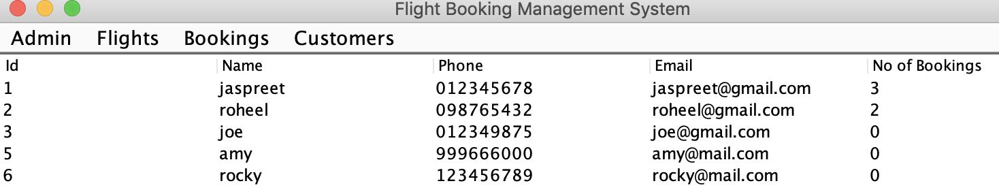 Flight Booking Management System
Admin Flights Bookings Customers
Id Name Phone Email No of Bookings
1 jaspreet 012345678 jaspreet@gmail.com 3
2 roheel 098765432 roheel@gmail.com 2
3 joe 012349875 joe@gmail.com 0
5 amy 999666000 amy@mail.com 0
6 rocky 123456789 rocky@mail.com 0